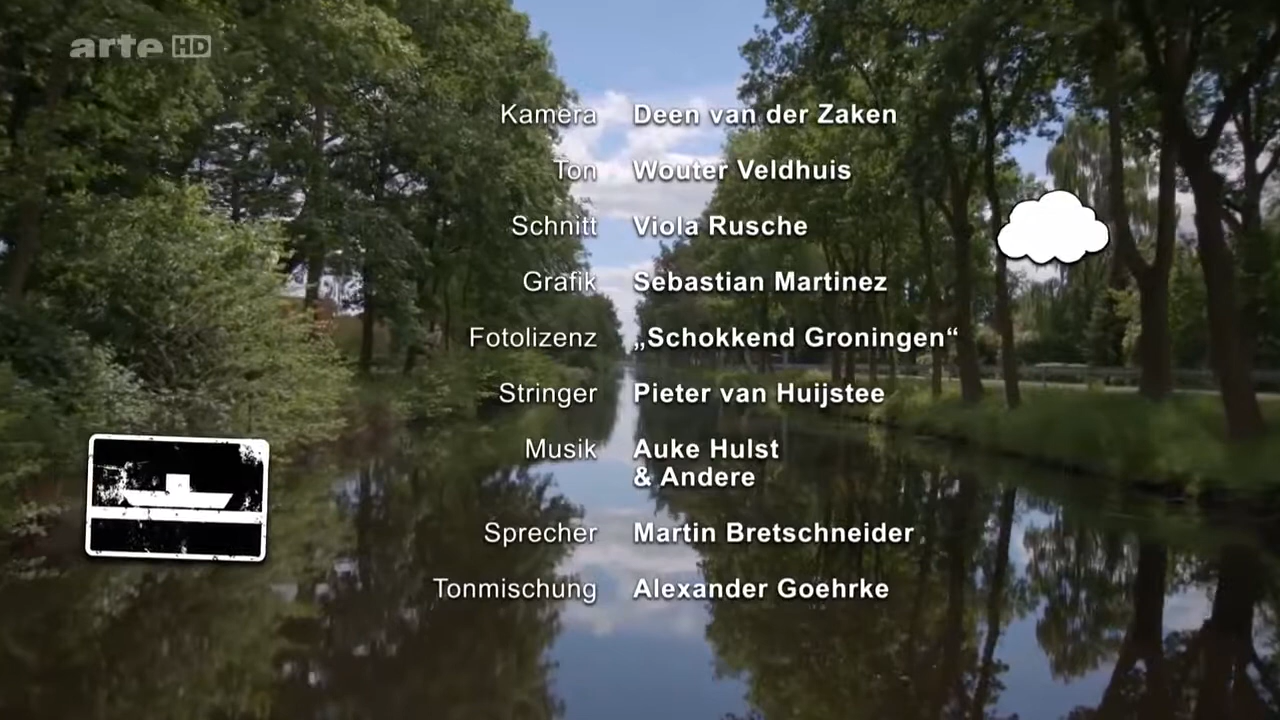 arte HD
Kamera Deen van der Zaken
Ton Wouter Veldhuis
Schnitt Viola Rusche
Grafik Sebastian Martinez
Fotolizenz „Schokkend Groningen“
Stringer Pieter van Huijstee
Musik Auke Hulst
& Andere
Sprecher Martin Bretschneider
Tonmischung Alexander Goehrke